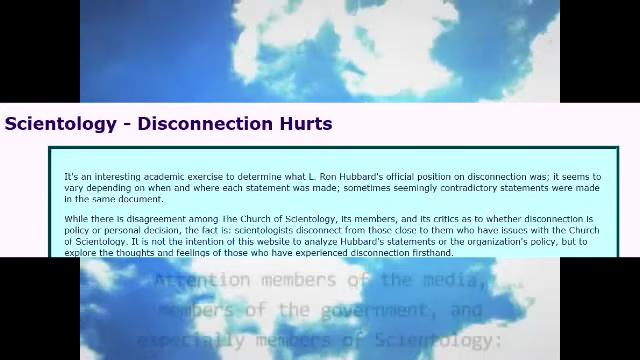 Scientology - Disconnection Hurts
It's an interesting academic exercise to determine what L. Ron Hubbard's official position on disconnection was; it seems to
vary depending on when and where each statement was made; sometimes seemingly contradictory statements were made
in the same document.
While there is disagreement among The Church of Scientology, its members, and its critics as to whether disconnection is
policy or personal decision, the fact is: scientologists disconnect from those close to them who have issues with the Church
of Scientology. It is not the intention of this website to analyze Hubbard's statements or the organization's policy, but to
explore the thoughts and feelings of those who have experienced disconnection firsthand.
Attention members of the media,
members of the government, and
especially members of Scientology: